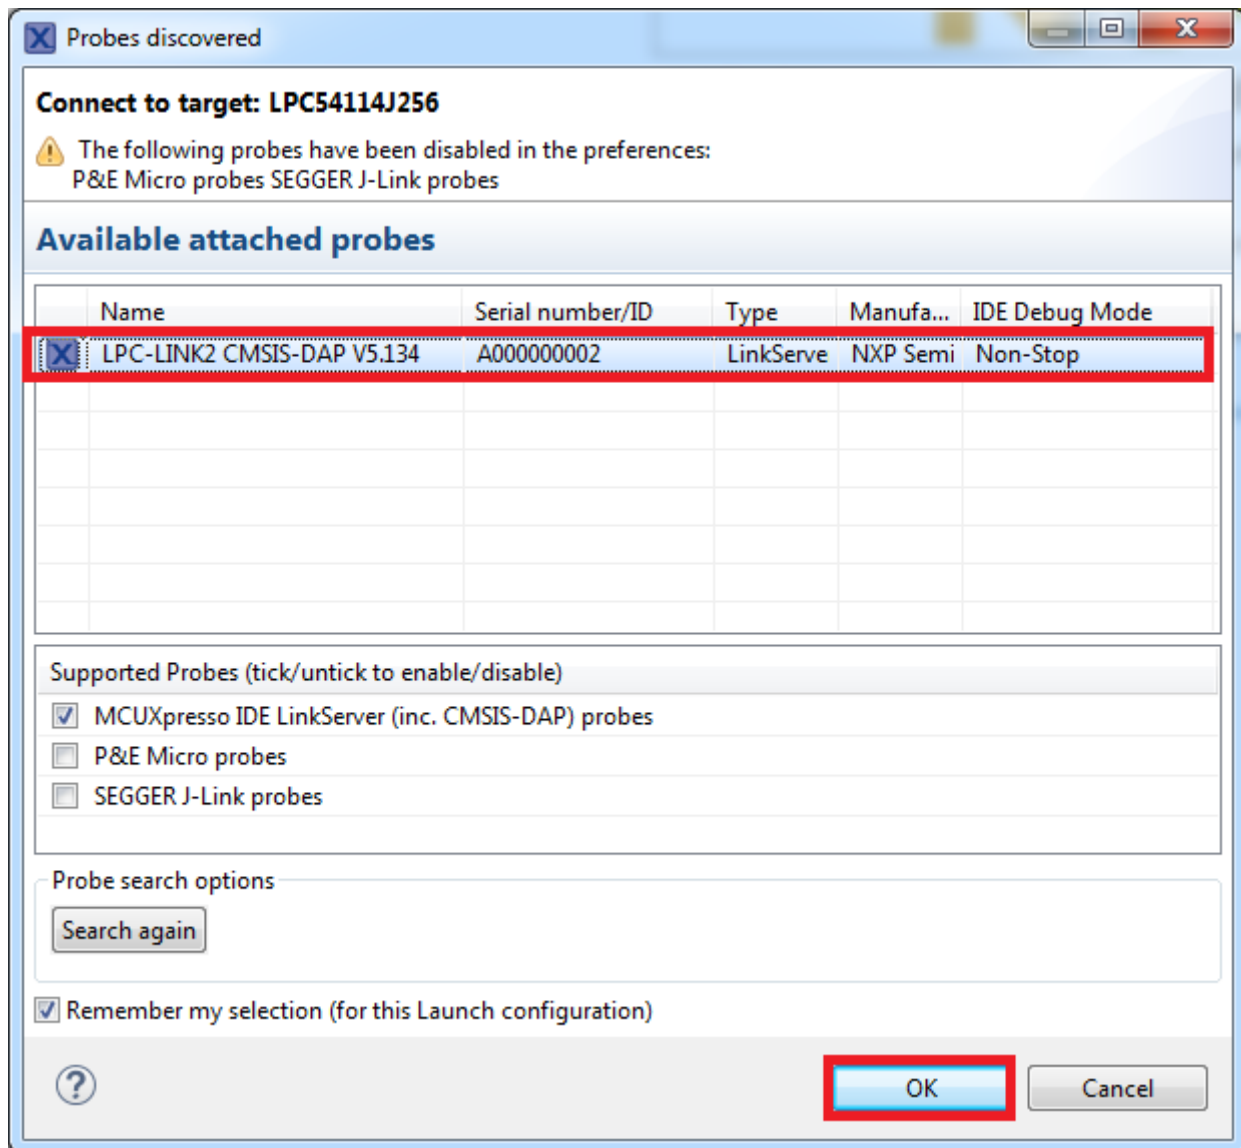 Probes discovered
Connect to target: LPC54114J256
The following probes have been disabled in the preferences:
P&E Micro probes SEGGER J-Link probes
Available attached probes
Name Serial number/ID Type Manufa... IDE Debug Mode
LPC-LINK2 CMSIS-DAP V5.134 A000000002 LinkServe NXP Semi Non-Stop
Supported Probes (tick/untick to enable/disable)
MCUXpresso IDE LinkServer (inc. CMSIS-DAP) probes
P&E Micro probes
SEGGER J-Link probes
Probe search options
Search again
Remember my selection (for this Launch configuration)
? OK Cancel